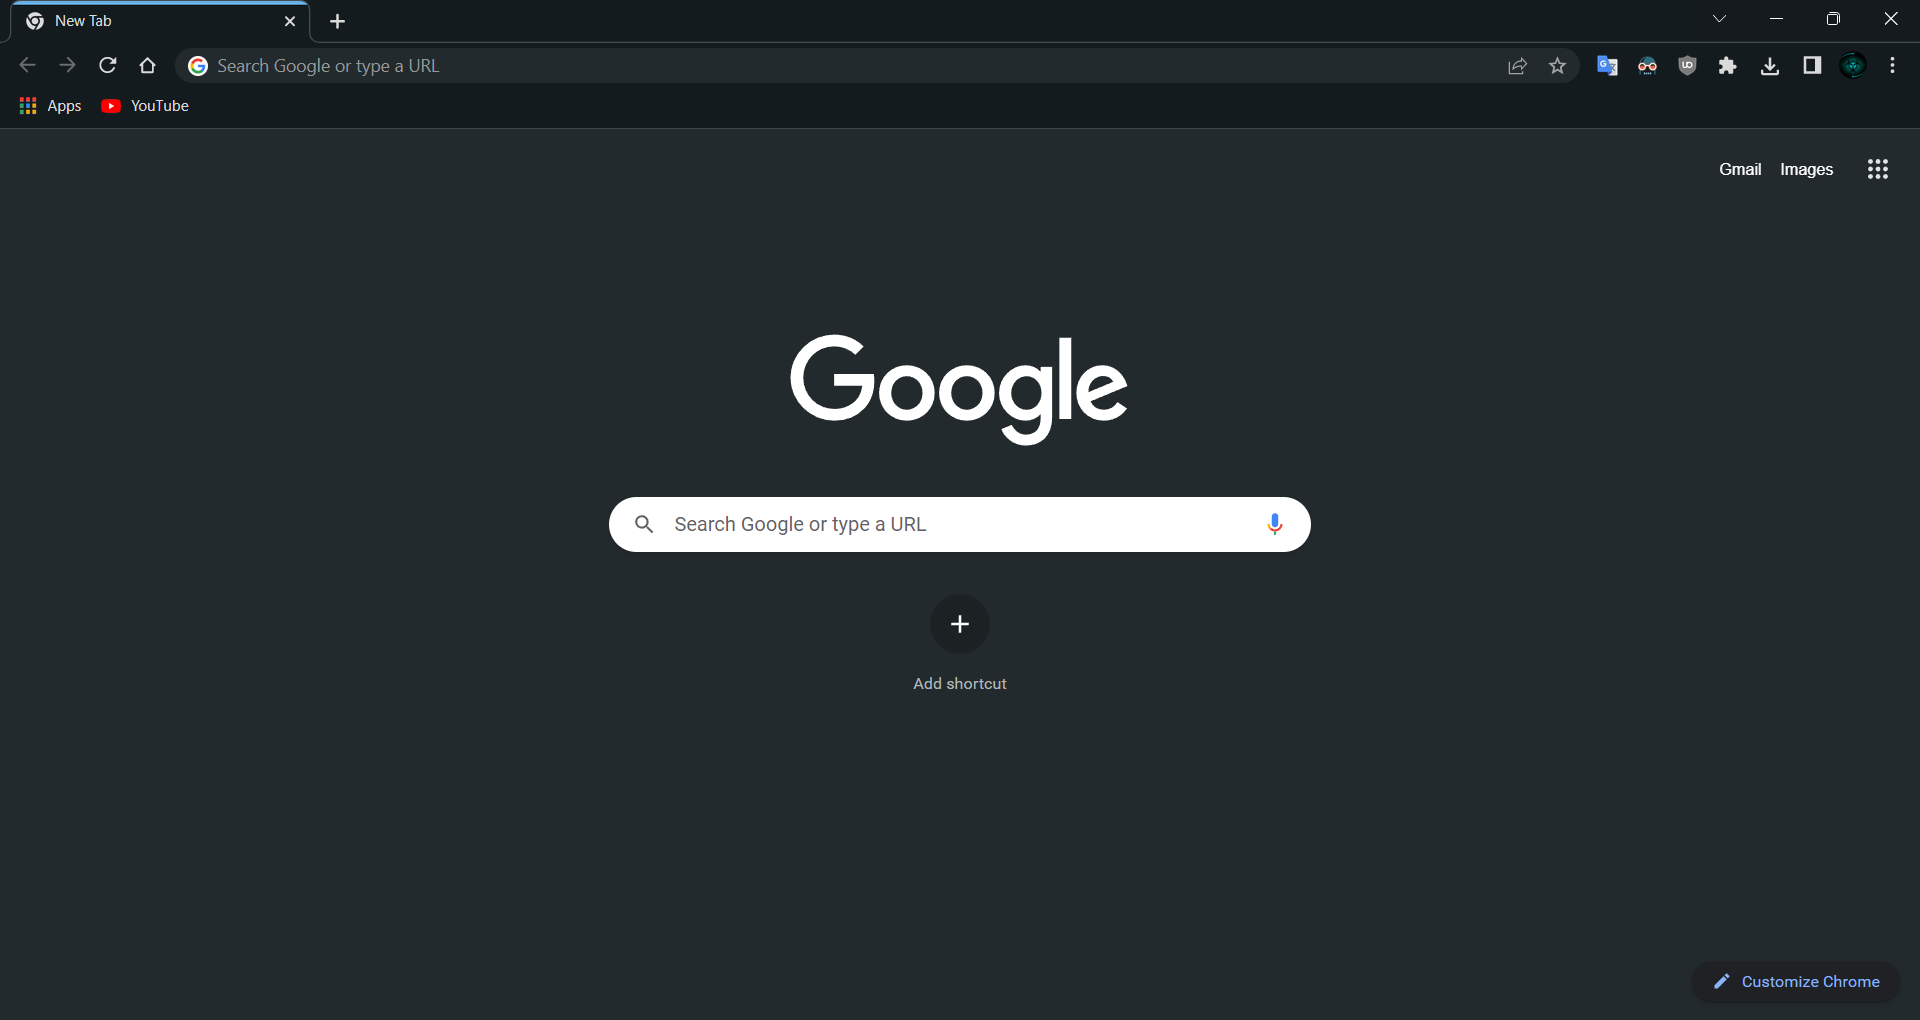 New Tab
Search Google or type a URL
Apps YouTube
Gmail Images
Google
Search Google or type a URL
Add shortcut
Customize Chrome